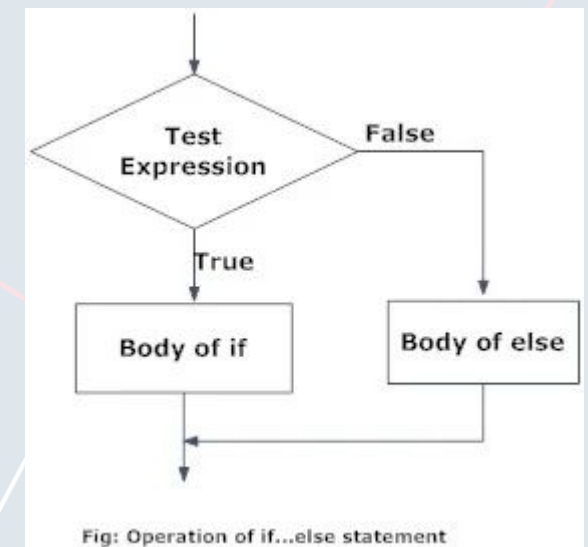 Test
Expression
False
True
Body of if
Body of else
Fig: Operation of if...else statement